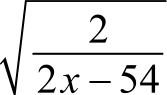 √(2/(2x − 54))